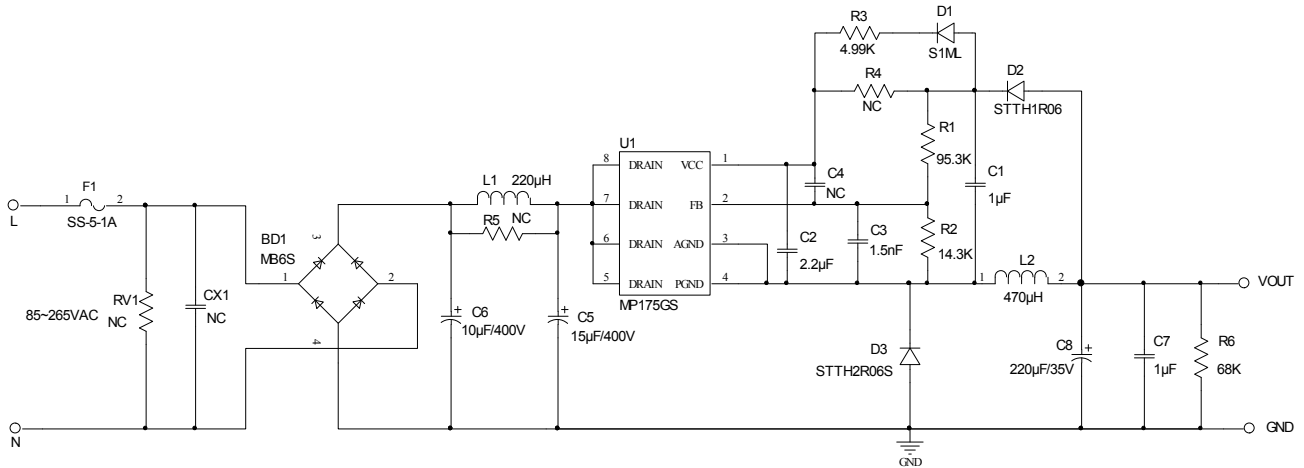 R3
4.99K
D1
S1ML
R4
NC
D2
STTH1R06
R1
95.3K
C1
1µF
U1
8 DRAIN VCC 1
7 DRAIN FB 2
6 DRAIN AGND 3
5 DRAIN PGND 4
MP175GS
C4
NC
L1 220µH
R5 NC
F1
1 2
SS-5-1A
L
BD1
MB6S
3
1 2
4
C2
2.2µF
C3
1.5nF
R2
14.3K
L2
1 2
470µH
VOUT
85~265VAC
RV1
NC
CX1
NC
C6
10µF/400V
C5
15µF/400V
D3
STTH2R06S
C8
220µF/35V
C7
1µF
R6
68K
N
GND
GND